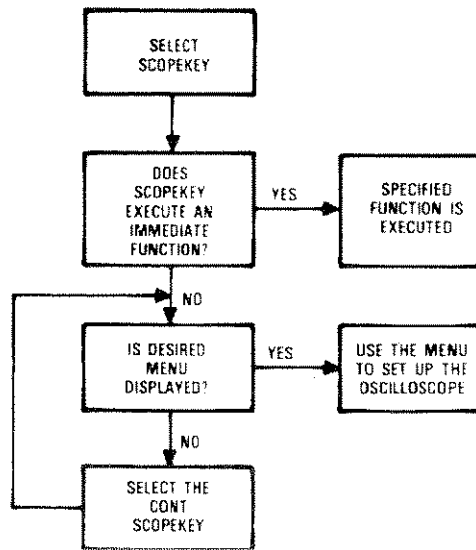 SELECT
SCOPEKEY
DOES
SCOPEKEY
EXECUTE AN
IMMEDIATE
FUNCTION?
YES
SPECIFIED
FUNCTION IS
EXECUTED
NO
IS DESIRED
MENU
DISPLAYED?
YES
USE THE MENU
TO SET UP THE
OSCILLOSCOPE
NO
SELECT THE
CONT
SCOPEKEY